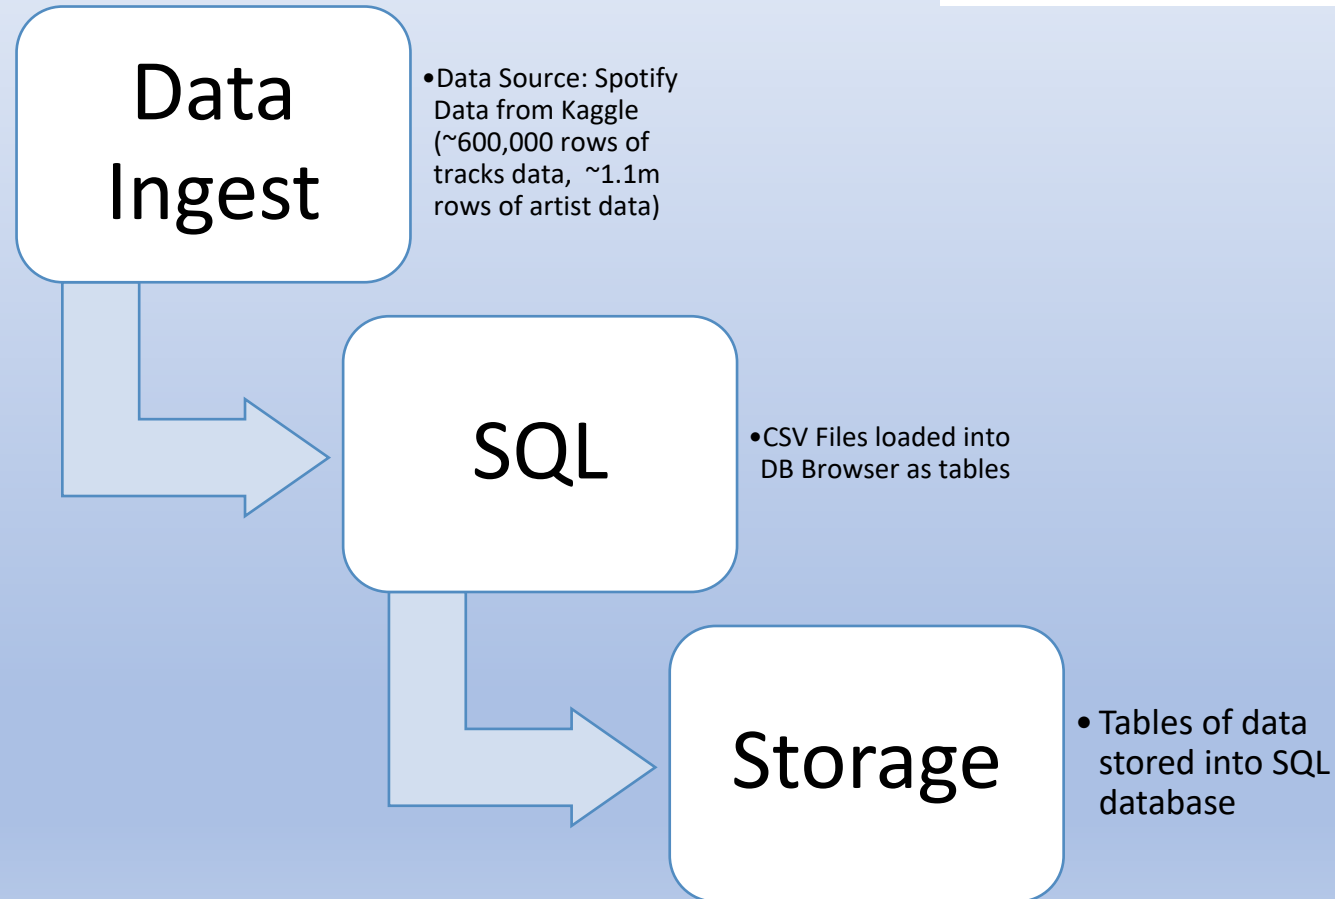 Data
Ingest
•Data Source: Spotify
Data from Kaggle
(~600,000 rows of
tracks data, ~1.1m
rows of artist data)
SQL
•CSV Files loaded into
DB Browser as tables
Storage
• Tables of data
stored into SQL
database